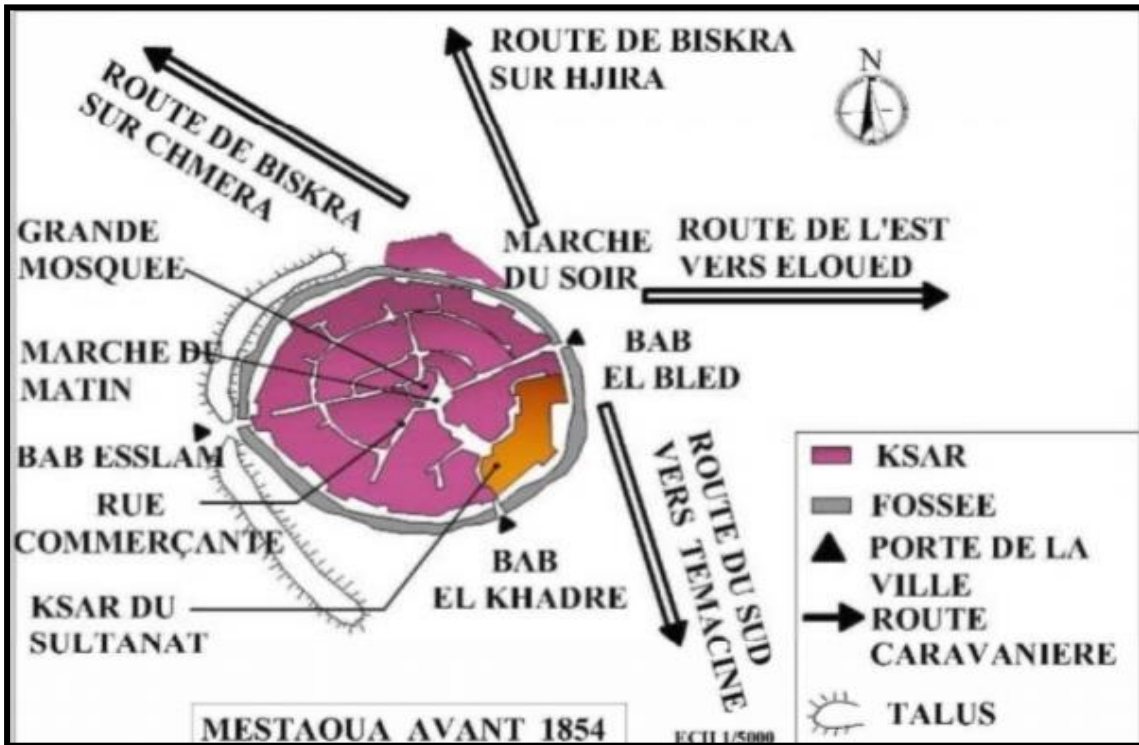 ROUTE DE BISKRA
SUR HJIRA
N
ROUTE DE BISKRA
SUR CHMERA
GRANDE
MOSQUEE
MARCHE
DU SOIR
ROUTE DE L'EST
VERS ELOUED
MARCHE DU
MATIN
BAB
EL BLED
BAB ESSLAM
RUE
COMMERÇANTE
BAB
EL KHADRE
KSAR DU
SULTANAT
ROUTE DU SUD
VERS TEMACINE
KSAR
FOSSEE
PORTE DE LA
VILLE
ROUTE
CARAVANIERE
TALUS
MESTAOUA AVANT 1854
1/5000